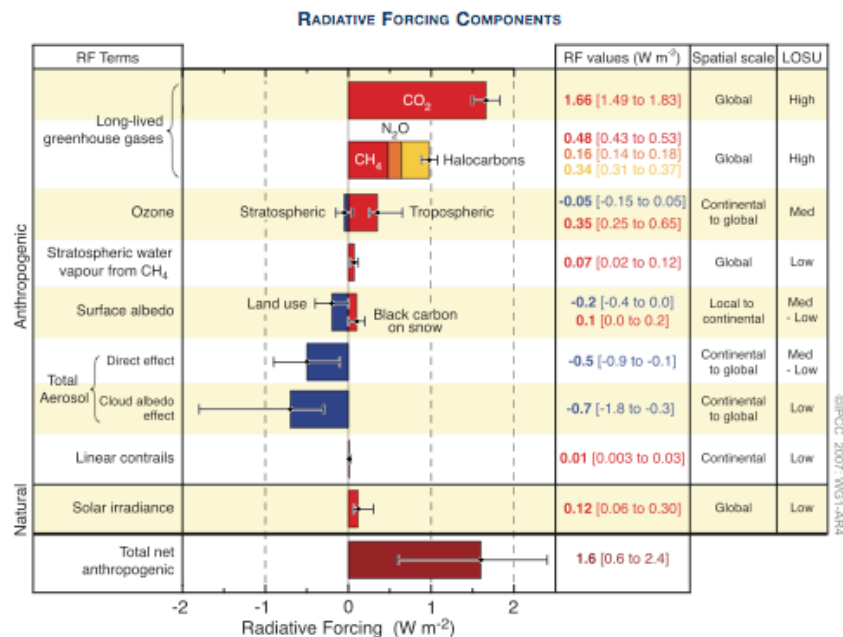 RADIATIVE FORCING COMPONENTS
RF Terms
RF values (W m-2)
Spatial scale
LOSU
Anthropogenic
Long-lived
greenhouse gases
CO2
1.66 [1.49 to 1.83]
Global
High
N2O
CH4
Halocarbons
0.48 [0.43 to 0.53]
0.16 [0.14 to 0.18]
0.34 [0.31 to 0.37]
Global
High
Ozone
Stratospheric
Tropospheric
-0.05 [-0.15 to 0.05]
0.35 [0.25 to 0.65]
Continental
to global
Med
Stratospheric water
vapour from CH4
0.07 [0.02 to 0.12]
Global
Low
Surface albedo
Land use
Black carbon
on snow
-0.2 [-0.4 to 0.0]
0.1 [0.0 to 0.2]
Local to
continental
Med
- Low
Total
Aerosol
Direct effect
-0.5 [-0.9 to -0.1]
Continental
to global
Med
- Low
Cloud albedo
effect
-0.7 [-1.8 to -0.3]
Continental
to global
Low
Linear contrails
0.01 [0.003 to 0.03]
Continental
Low
Natural
Solar irradiance
0.12 [0.06 to 0.30]
Global
Low
Total net
anthropogenic
1.6 [0.6 to 2.4]
-2 -1 0 1 2
Radiative Forcing (W m-2)
©IPCC 2007: WG1-AR4